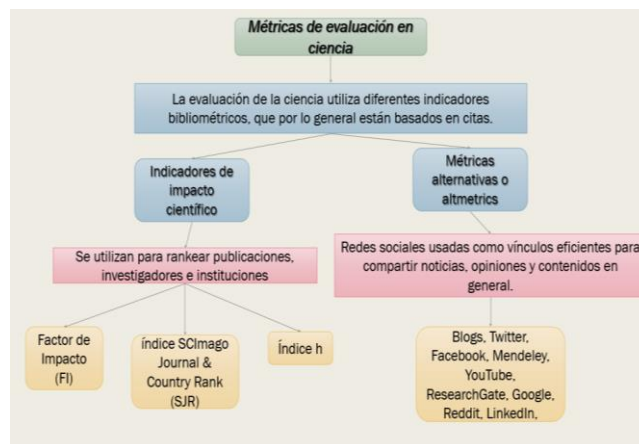 Métricas de evaluación en
ciencia
La evaluación de la ciencia utiliza diferentes indicadores
bibliométricos, que por lo general están basados en citas.
Indicadores de
impacto
científico
Métricas
alternativas o
altmetrics
Se utilizan para rankear publicaciones,
investigadores e instituciones
Redes sociales usadas como vínculos eficientes para
compartir noticias, opiniones y contenidos en
general.
Factor de
Impacto
(FI)
índice SCImago
Journal &
Country Rank
(SJR)
Índice h
Blogs, Twitter,
Facebook, Mendeley,
YouTube,
ResearchGate, Google,
Reddit, LinkedIn,